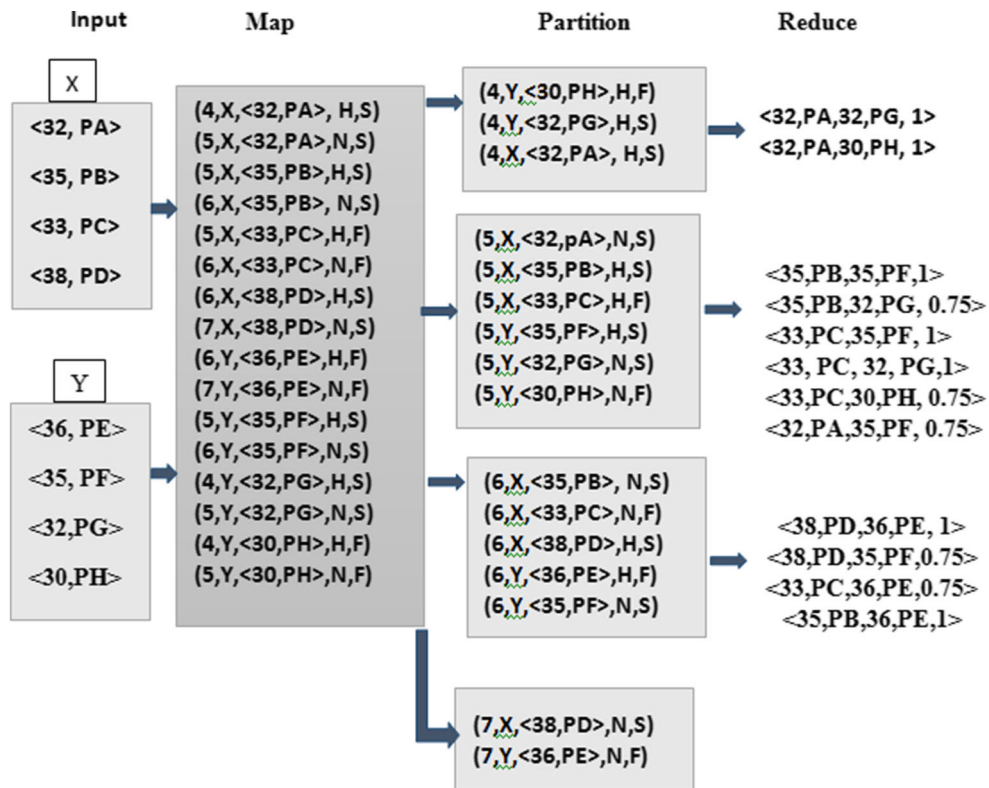 Input
Map
Partition
Reduce
X
<32, PA>
<35, PB>
<33, PC>
<38, PD>
Y
<36, PE>
<35, PF>
<32,PG>
<30,PH>
(4,X,<32,PA>, H,S)
(5,X,<32,PA>,N,S)
(5,X,<35,PB>,H,S)
(6,X,<35,PB>, N,S)
(5,X,<33,PC>,H,F)
(6,X,<33,PC>,N,F)
(6,X,<38,PD>,H,S)
(7,X,<38,PD>,N,S)
(6,Y,<36,PE>,H,F)
(7,Y,<36,PE>,N,F)
(5,Y,<35,PF>,H,S)
(6,Y,<35,PF>,N,S)
(4,Y,<32,PG>,H,S)
(5,Y,<32,PG>,N,S)
(4,Y,<30,PH>,H,F)
(5,Y,<30,PH>,N,F)
(4,Y,<30,PH>,H,F)
(4,Y,<32,PG>,H,S)
(4,X,<32,PA>, H,S)
(5,X,<32,pA>,N,S)
(5,X,<35,PB>,H,S)
(5,X,<33,PC>,H,F)
(5,Y,<35,PF>,H,S)
(5,Y,<32,PG>,N,S)
(5,Y,<30,PH>,N,F)
(6,X,<35,PB>, N,S)
(6,X,<33,PC>,N,F)
(6,X,<38,PD>,H,S)
(6,Y,<36,PE>,H,F)
(6,Y,<35,PF>,N,S)
(7,X,<38,PD>,N,S)
(7,Y,<36,PE>,N,F)
<32,PA,32,PG, 1>
<32,PA,30,PH, 1>
<35,PB,35,PF,1>
<35,PB,32,PG, 0.75>
<33,PC,35,PF, 1>
<33, PC, 32, PG,1>
<33,PC,30,PH, 0.75>
<32,PA,35,PF, 0.75>
<38,PD,36,PE, 1>
<38,PD,35,PF,0.75>
<33,PC,36,PE,0.75>
<35,PB,36,PE,1>